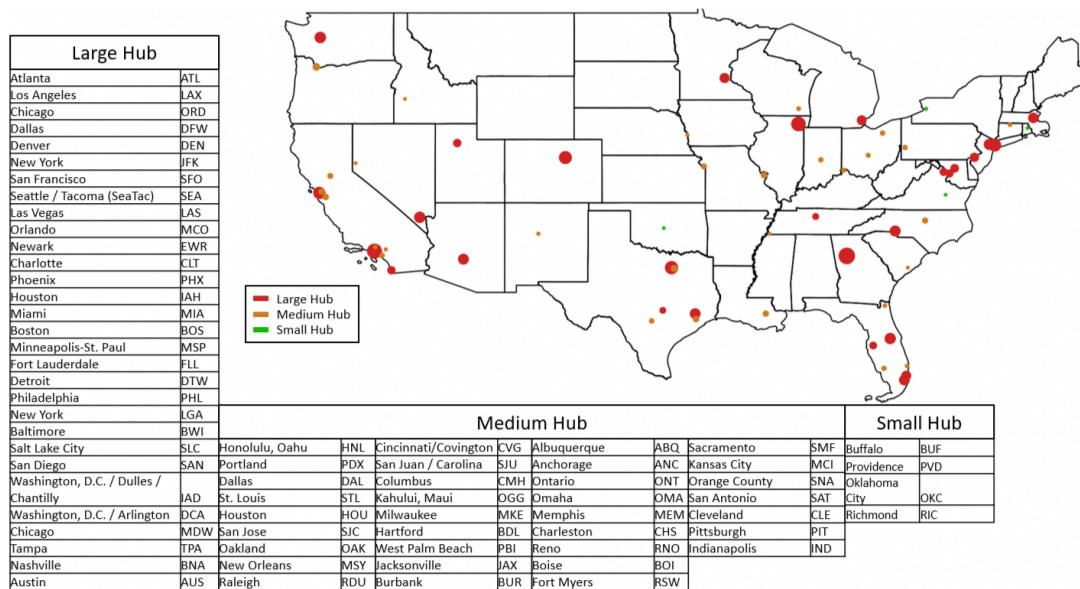 Large Hub
Atlanta ATL
Los Angeles LAX
Chicago ORD
Dallas DFW
Denver DEN
New York JFK
San Francisco SFO
Seattle / Tacoma (SeaTac) SEA
Las Vegas LAS
Orlando MCO
Newark EWR
Charlotte CLT
Phoenix PHX
Houston IAH
Miami MIA
Boston BOS
Minneapolis-St. Paul MSP
Fort Lauderdale FLL
Detroit DTW
Philadelphia PHL
New York LGA
Baltimore BWI
Salt Lake City SLC
San Diego SAN
Washington, D.C. / Dulles /
Chantilly IAD
Washington, D.C. / Arlington DCA
Chicago MDW
Tampa TPA
Nashville BNA
Austin AUS
Large Hub
Medium Hub
Small Hub
Medium Hub
Honolulu, Oahu HNL Cincinnati/Covington CVG Albuquerque ABQ Sacramento SMF
Portland PDX San Juan / Carolina SJU Anchorage ANC Kansas City MCI
Dallas DAL Columbus CMH Ontario ONT Orange County SNA
St. Louis STL Kahului, Maui OGG Omaha OMA San Antonio SAT
Houston HOU Milwaukee MKE Memphis MEM Cleveland CLE
San Jose SJC Hartford BDL Charleston CHS Pittsburgh PIT
Oakland OAK West Palm Beach PBI Reno RNO Indianapolis IND
New Orleans MSY Jacksonville JAX Boise BOI
Raleigh RDU Burbank BUR Fort Myers RSW
Small Hub
Buffalo BUF
Providence PVD
Oklahoma
City OKC
Richmond RIC